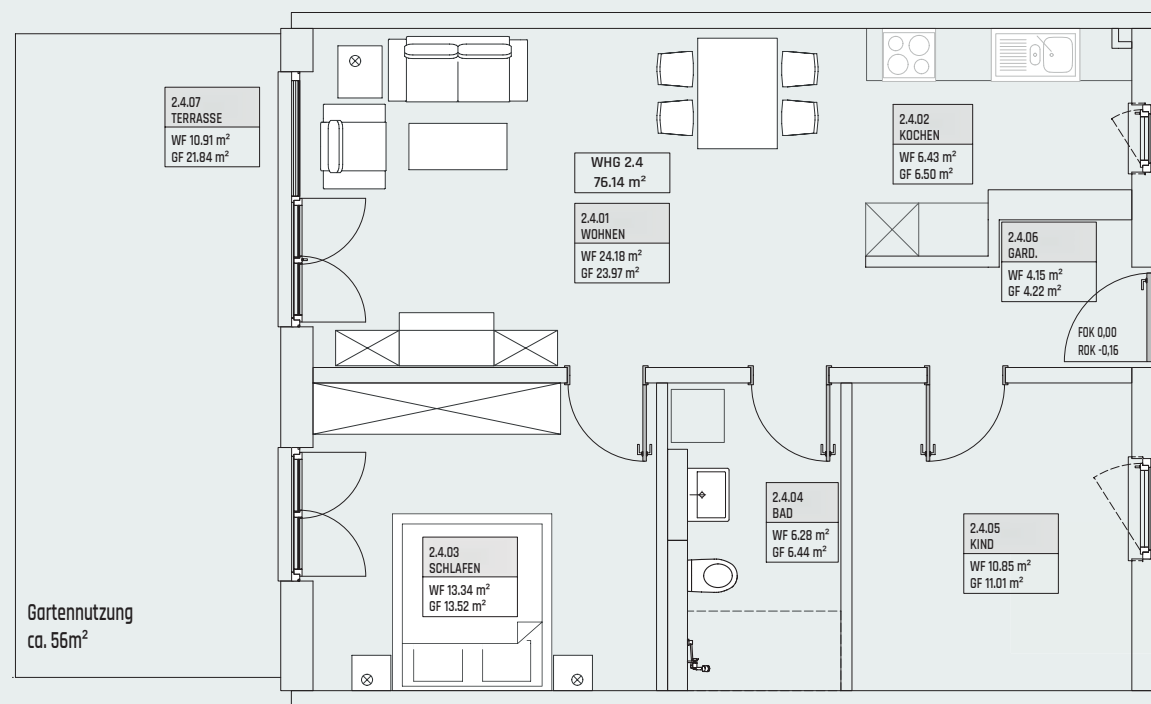 2.4.07
TERRASSE
WF 10.91 m²
GF 21.84 m²
WHG 2.4
76.14 m²
2.4.01
WOHNEN
WF 24.18 m²
GF 23.97 m²
2.4.02
KOCHEN
WF 6.43 m²
GF 6.50 m²
2.4.06
GARD.
WF 4.15 m²
GF 4.22 m²
FOK 0,00
ROK -0,16
2.4.03
SCHLAFEN
WF 13.34 m²
GF 13.52 m²
2.4.04
BAD
WF 6.28 m²
GF 6.44 m²
2.4.05
KIND
WF 10.85 m²
GF 11.01 m²
Gartennutzung
ca. 56m²